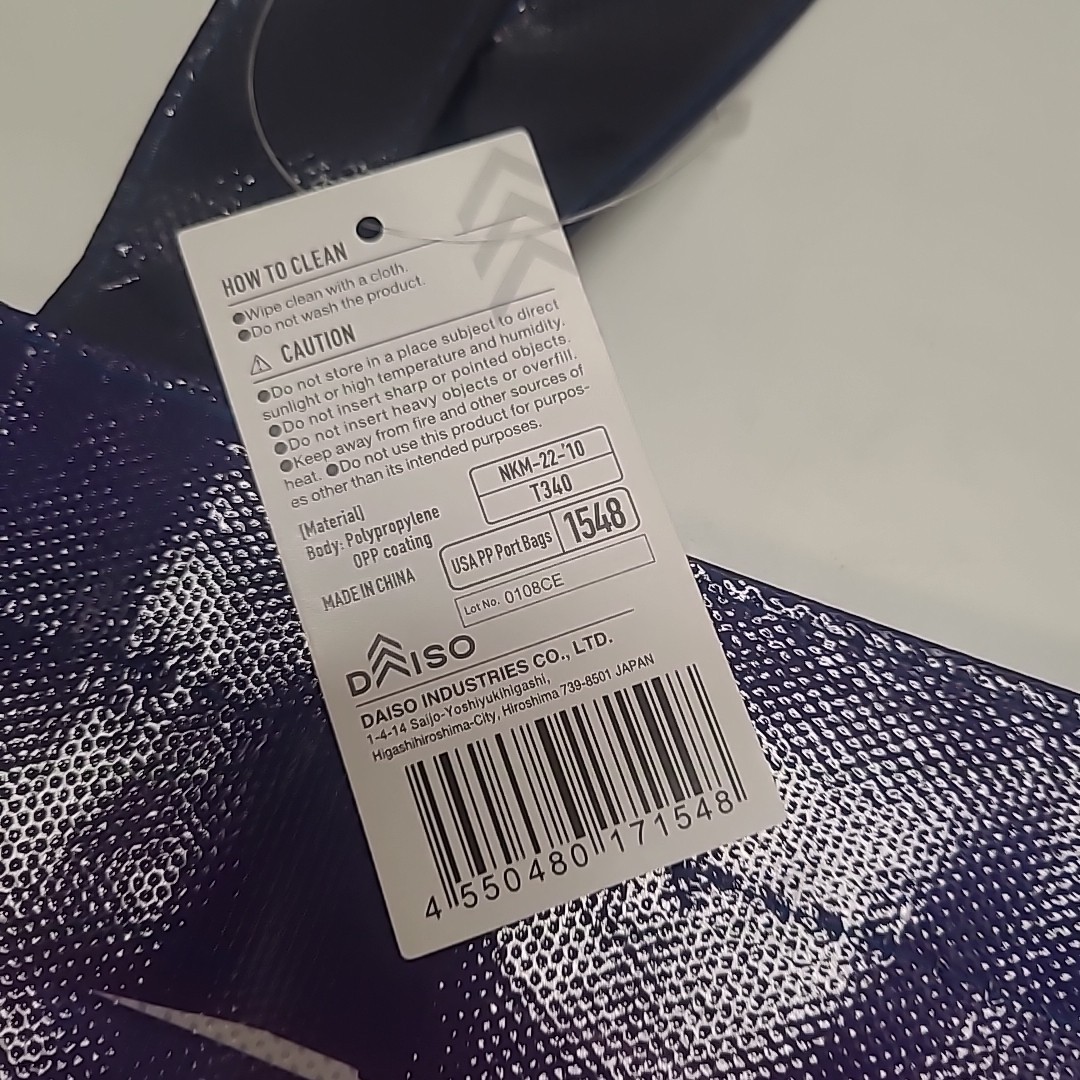 HOW TO CLEAN
●Wipe clean with a cloth.
●Do not wash the product.
⚠ CAUTION
●Do not store in a place subject to direct
sunlight or high temperature and humidity.
●Do not insert sharp or pointed objects.
●Do not insert heavy objects or overfill.
●Keep away from fire and other sources of
heat. ●Do not use this product for purpos-
es other than its intended purposes.
[Material]
Body: Polypropylene
OPP coating
MADE IN CHINA
NKM-22-'10
T340
USA PP Port Bags 1548
Lot No. 0108CE
DAISO
DAISO INDUSTRIES CO., LTD.
1-4-14 Saijo-Yoshiyukihigashi,
Higashihiroshima-City, Hiroshima 739-8501 JAPAN
4 550480 171548